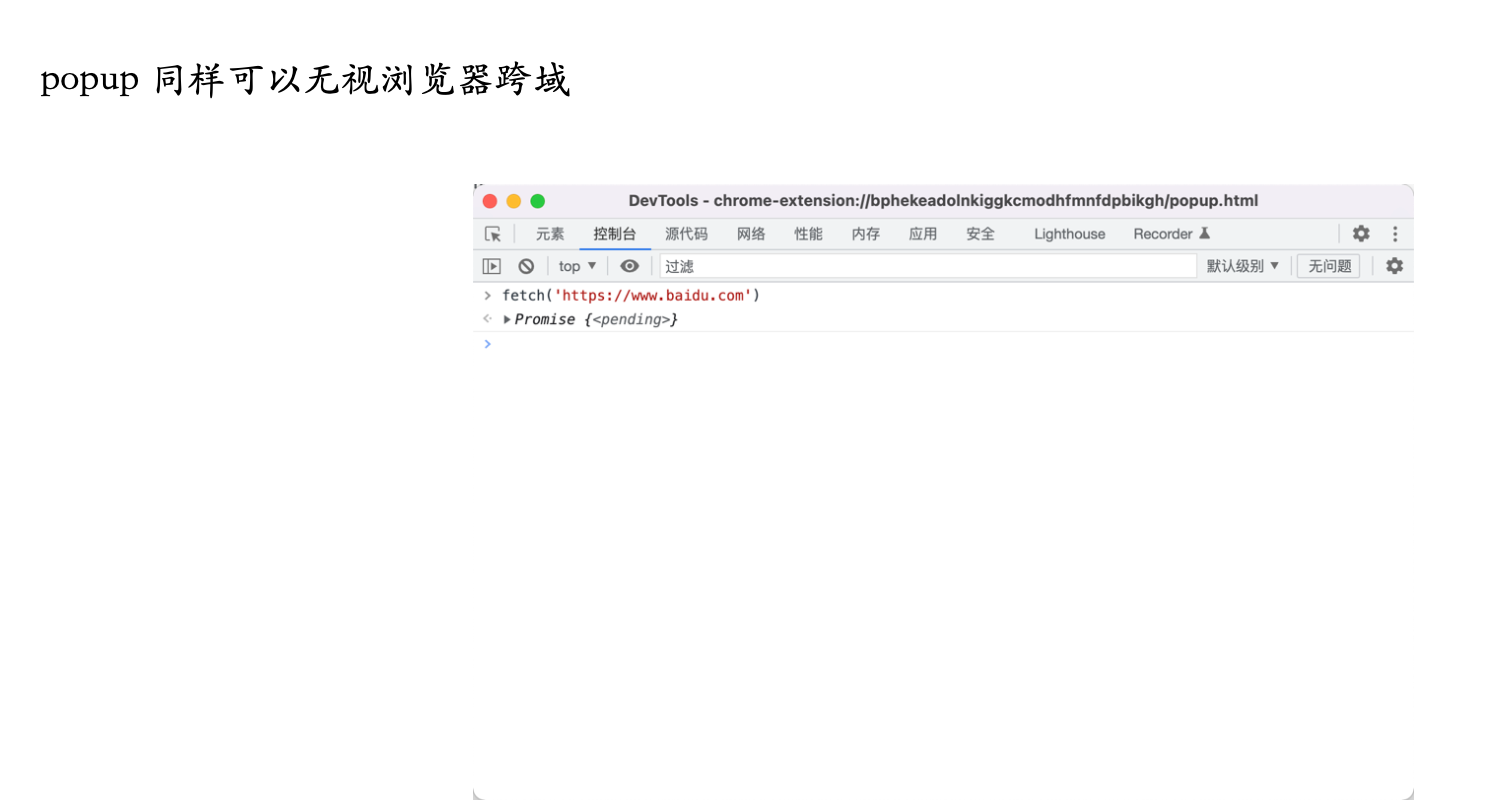 popup 同样可以无视浏览器跨域
DevTools - chrome-extension://bphekeadolnkiggkcmodhfmnfdpbikgh/popup.html
元素 控制台 源代码 网络 性能 内存 应用 安全 Lighthouse Recorder
top ▼ 过滤 默认级别 ▼ 无问题
> fetch('https://www.baidu.com')
<· ▶Promise {<pending>}
>